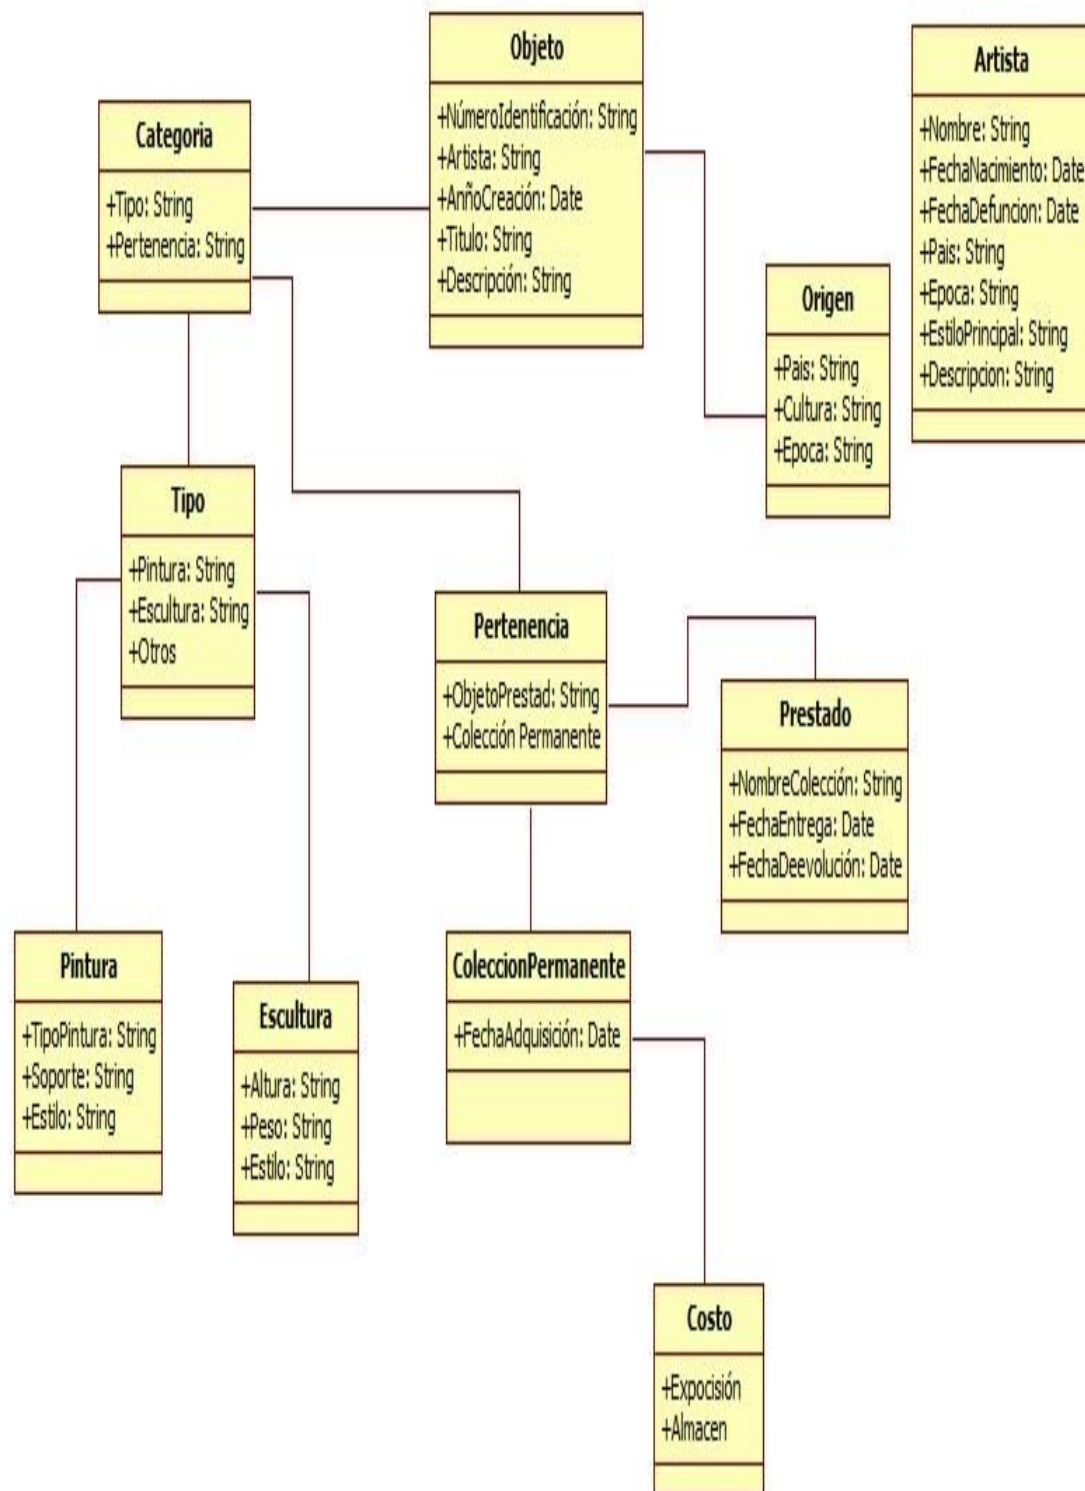 Objeto
+NúmeroIdentificación: String
+Artista: String
+AnñoCreación: Date
+Titulo: String
+Descripción: String
Artista
+Nombre: String
+FechaNacimiento: Date
+FechaDefuncion: Date
+Pais: String
+Epoca: String
+EstiloPrincipal: String
+Descripcion: String
Categoria
+Tipo: String
+Pertenencia: String
Origen
+Pais: String
+Cultura: String
+Epoca: String
Tipo
+Pintura: String
+Escultura: String
+Otros
Pertenencia
+ObjetoPrestad: String
+Colección Permanente
Prestado
+NombreColección: String
+FechaEntrega: Date
+FechaDeevolución: Date
Pintura
+TipoPintura: String
+Soporte: String
+Estilo: String
Escultura
+Altura: String
+Peso: String
+Estilo: String
ColeccionPermanente
+FechaAdquisición: Date
Costo
+Expocisión
+Almacen